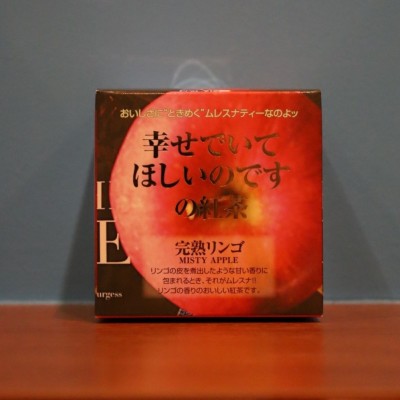 おいしさに"ときめく"ムレスナティーなのよッ
幸せでいて
ほしいのです
の紅茶
完熟リンゴ
MISTY APPLE
リンゴの皮を煮出したような甘い香りに
包まれるとき、それがムレスナ!!
リンゴの香りのおいしい紅茶です。
E
urgess